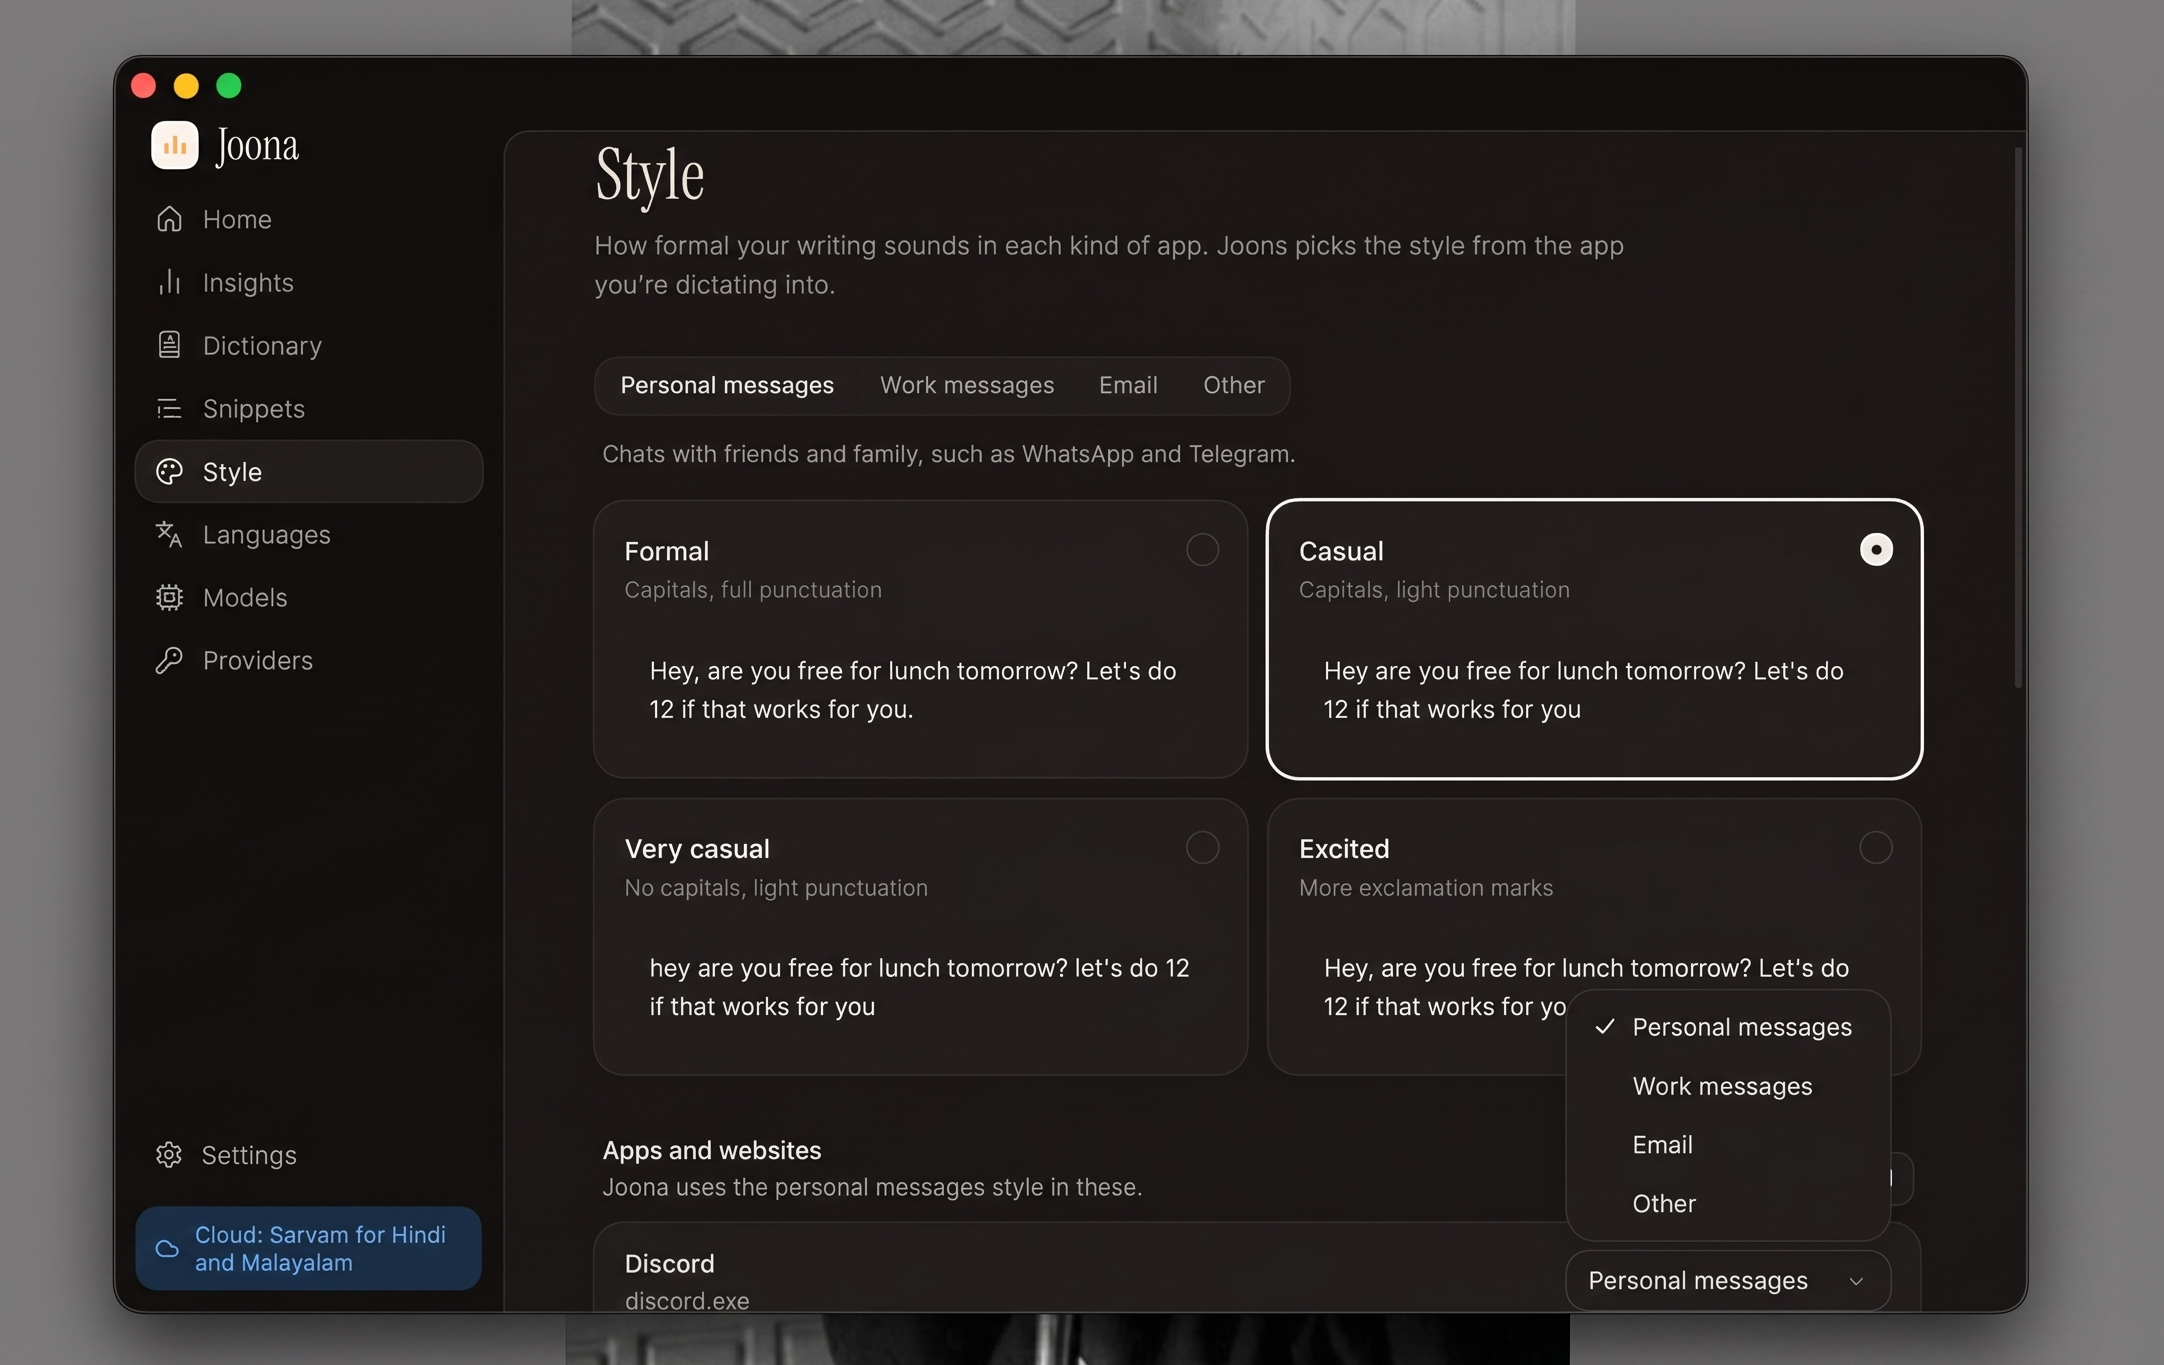 Joona
Home
Insights
Dictionary
Snippets
Style
Languages
Models
Providers
Settings
Cloud: Sarvam for Hindi
and Malayalam
Style
How formal your writing sounds in each kind of app. Joons picks the style from the app
you’re dictating into.
Personal messages
Work messages
Email
Other
Chats with friends and family, such as WhatsApp and Telegram.
Formal
Capitals, full punctuation
Hey, are you free for lunch tomorrow? Let's do
12 if that works for you.
Casual
Capitals, light punctuation
Hey are you free for lunch tomorrow? Let's do
12 if that works for you
Very casual
No capitals, light punctuation
hey are you free for lunch tomorrow? let's do 12
if that works for you
Excited
More exclamation marks
Hey, are you free for lunch tomorrow? Let's do
12 if that works for yo
Personal messages
Work messages
Email
Other
Apps and websites
Joona uses the personal messages style in these.
Discord
discord.exe
Personal messages